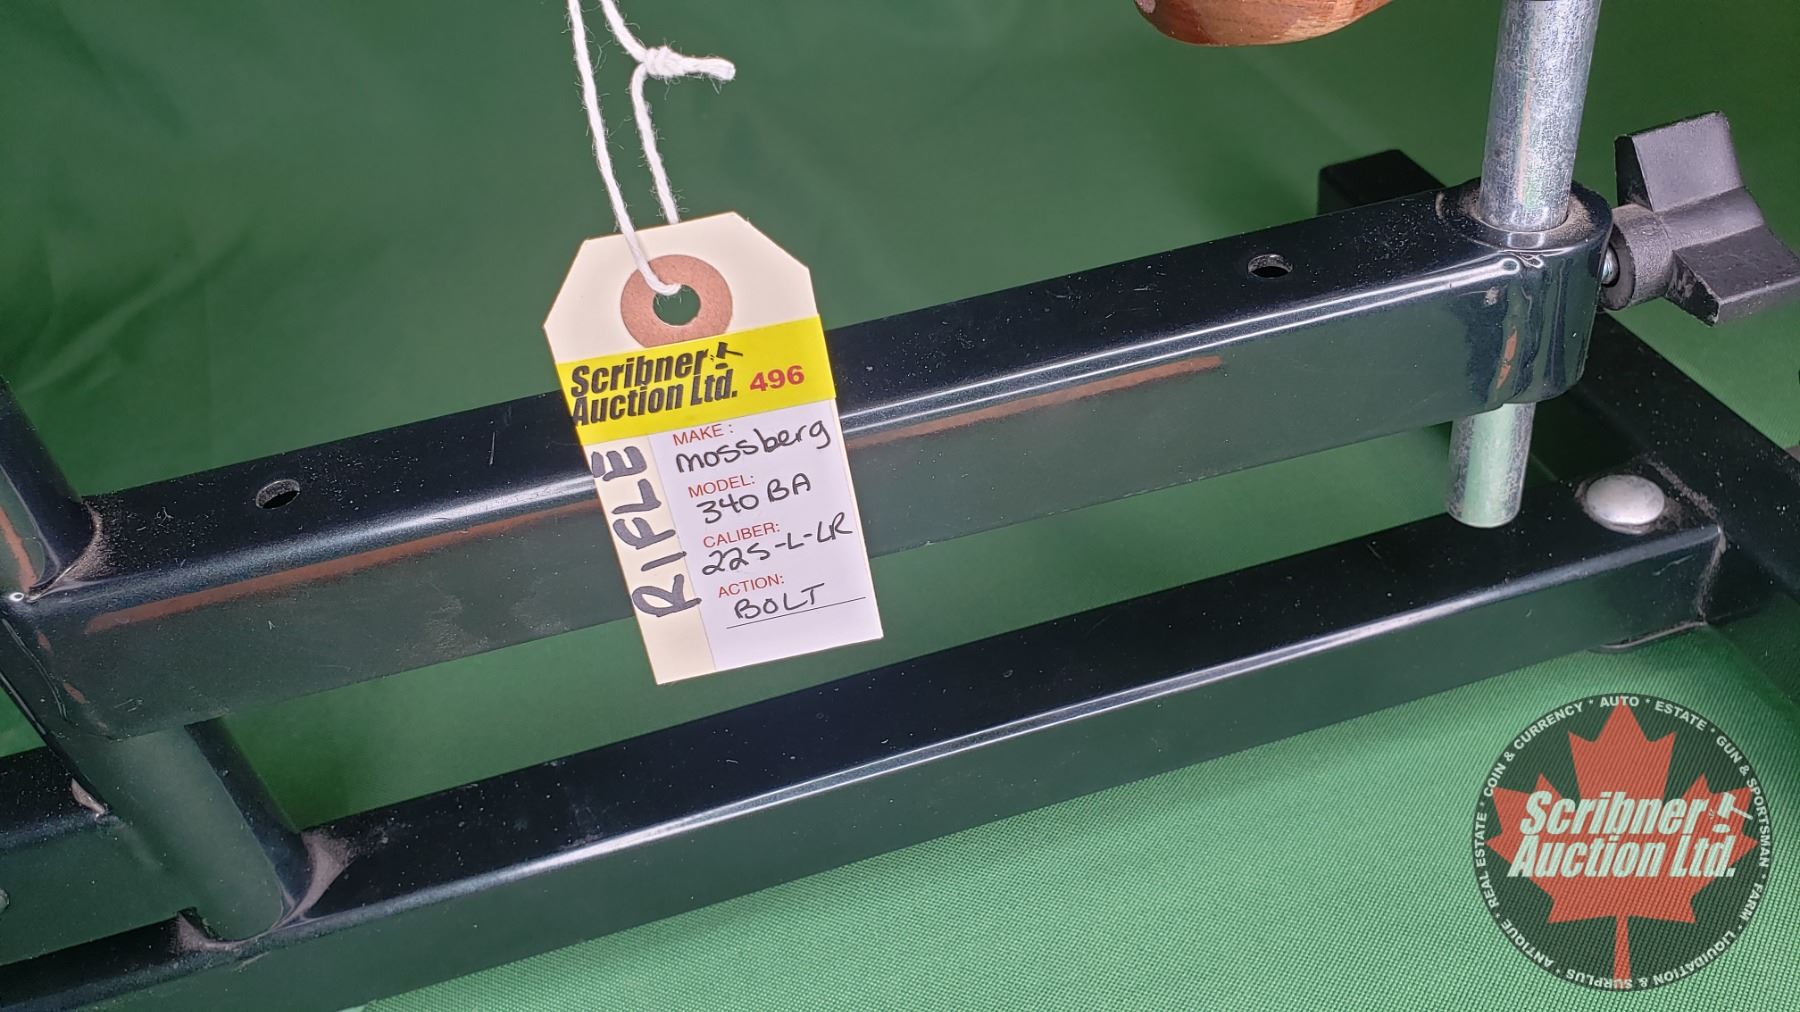 Scribner
Auction Ltd. 496
RIFLE
MAKE:
mossberg
MODEL:
340 BA
CALIBER:
22S-L-LR
ACTION:
BOLT
COIN & CURRENCY * AUTO * ESTATE * GUN & SPORTSMAN * FARM * LIQUIDATION & SURPLUS * ANTIQUE * REAL ESTATE *
Scribner
Auction Ltd.